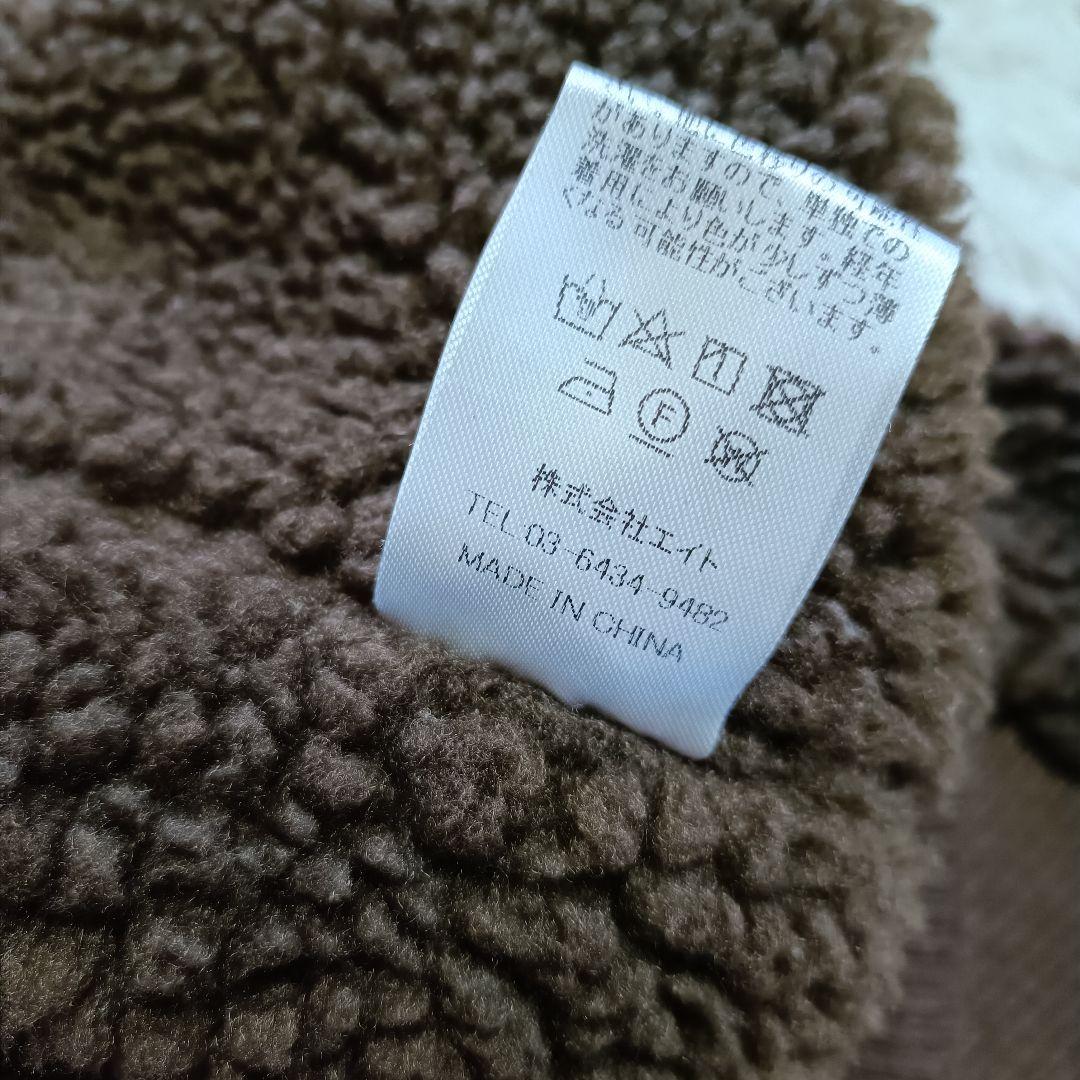 がありますので、単独での
洗濯をお願いします。経年
着用により色が少しずつ薄
くなる可能性がございます。
F
W
株式会社エイト
TEL 03-6434-9482
MADE IN CHINA